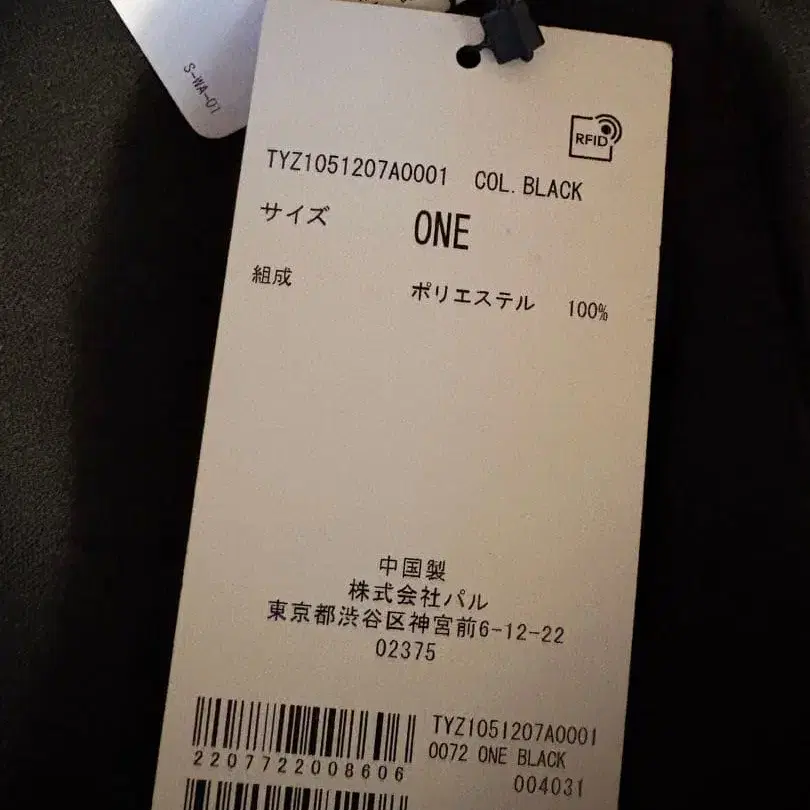 S-WA-01
RFID
TYZ1051207A0001 COL.BLACK
サイズ ONE
組成 ポリエステル 100%
中国製
株式会社パル
東京都渋谷区神宮前6-12-22
02375
TYZ1051207A0001
2207722008606 0072 ONE BLACK
004031